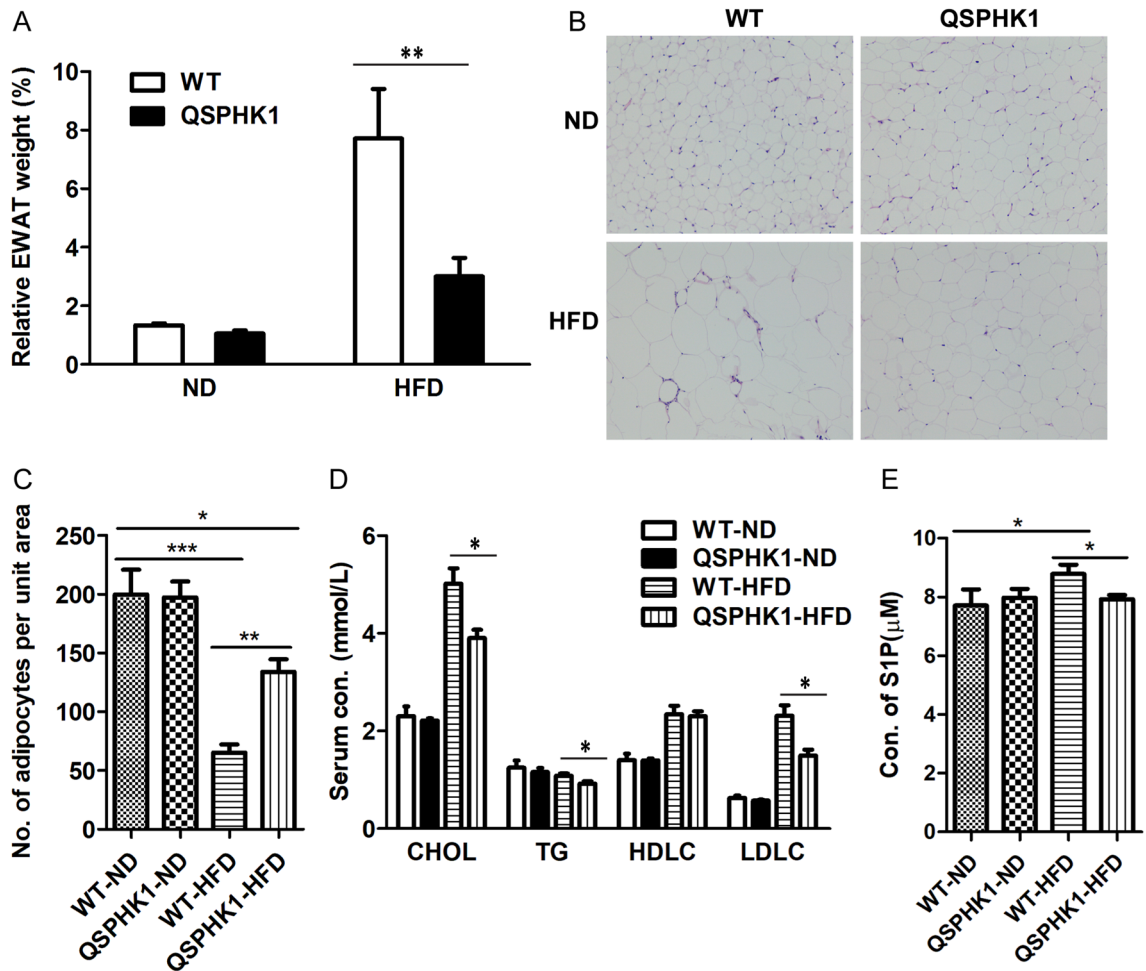 A
Relative EWAT weight (%)
10
8
6
4
2
0
WT
QSPHK1
**
ND
HFD
B
WT
QSPHK1
ND
HFD
C
No. of adipocytes per unit area
250
200
150
100
50
0
*
***
**
WT-ND
QSPHK1-ND
WT-HFD
QSPHK1-HFD
D
Serum con. (mmol/L)
6
4
2
0
*
*
*
WT-ND
QSPHK1-ND
WT-HFD
QSPHK1-HFD
CHOL
TG
HDLC
LDLC
E
Con. of S1P(μM)
10
8
6
4
2
0
*
*
WT-ND
QSPHK1-ND
WT-HFD
QSPHK1-HFD